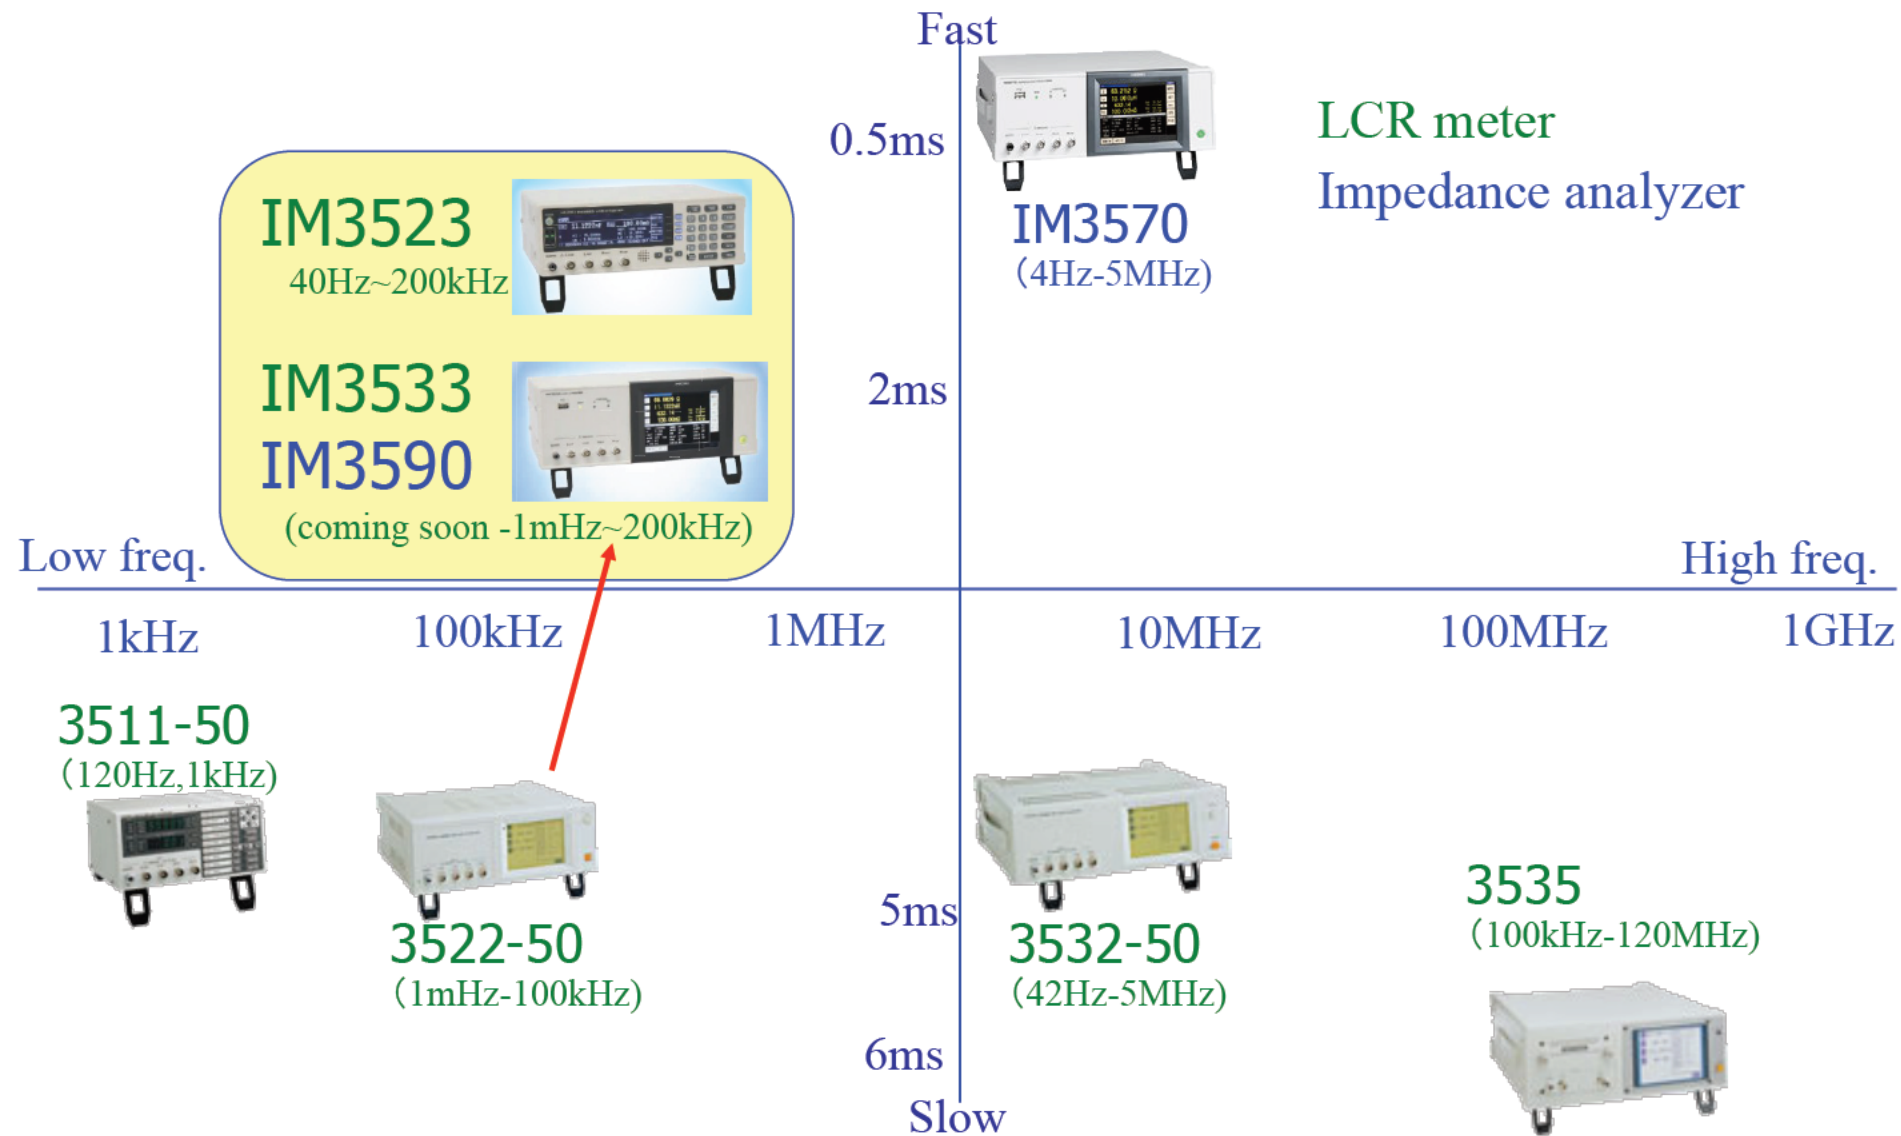 Fast
0.5ms
LCR meter
Impedance analyzer
IM3523
40Hz~200kHz
IM3570
(4Hz-5MHz)
IM3533
IM3590
(coming soon -1mHz~200kHz)
2ms
Low freq.
High freq.
1kHz
100kHz
1MHz
10MHz
100MHz
1GHz
3511-50
(120Hz,1kHz)
3522-50
(1mHz-100kHz)
5ms
3532-50
(42Hz-5MHz)
3535
(100kHz-120MHz)
6ms
Slow